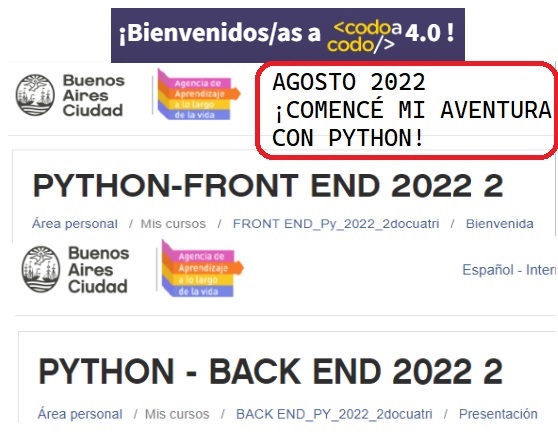 ¡Bienvenidos/as a <codoa
codo/> 4.0 !
Buenos
Aires
Ciudad
Agencia de
Aprendizaje
a lo largo
de la vida
AGOSTO 2022
¡COMENCÉ MI AVENTURA
CON PYTHON!
PYTHON-FRONT END 2022 2
Área personal / Mis cursos / FRONT END_Py_2022_2docuatri / Bienvenida
Buenos
Aires
Ciudad
Agencia de
Aprendizaje
a lo largo
de la vida
Español - Inter
PYTHON - BACK END 2022 2
Área personal / Mis cursos / BACK END_PY_2022_2docuatri / Presentación